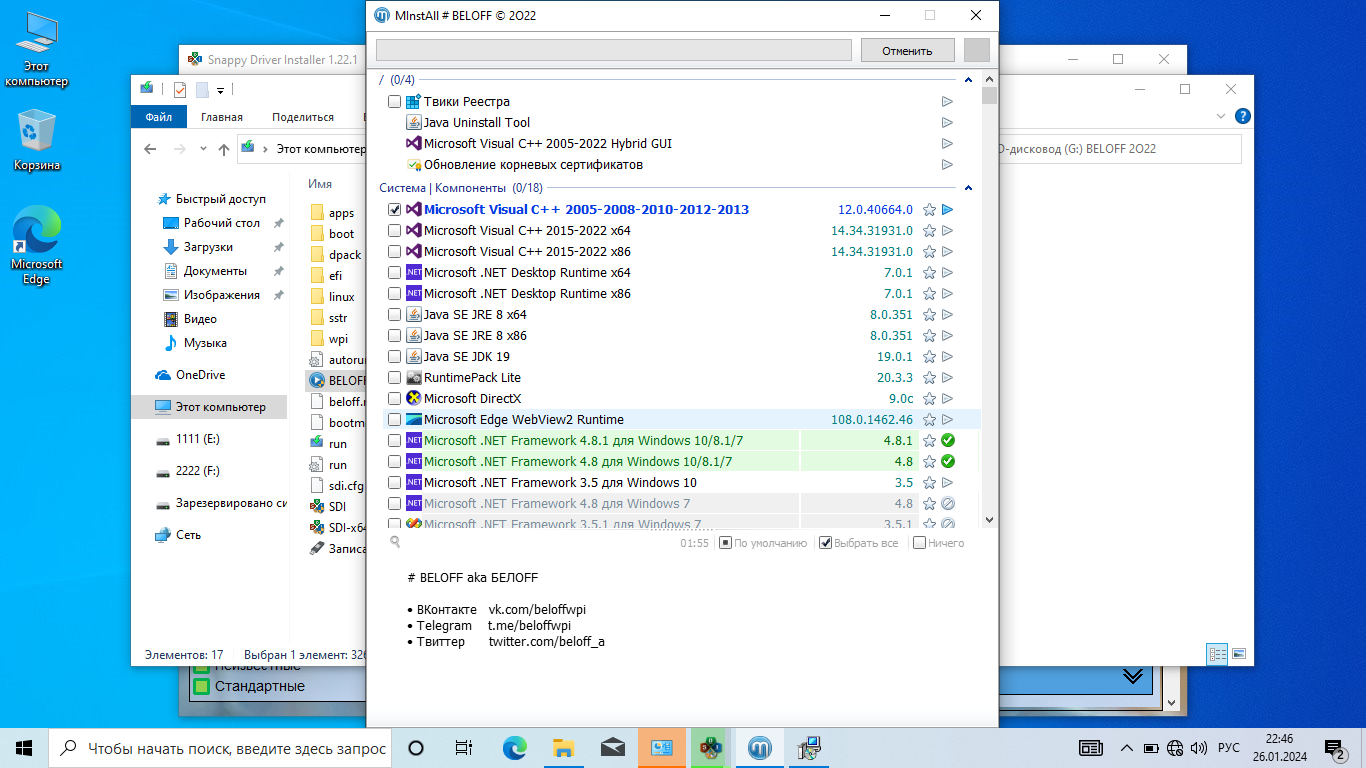 Этот компьютер
Корзина
Microsoft Edge
Snappy Driver Installer 1.22.1
Файл
Главная
Поделиться
Этот компьютер
D-дисковод (G:) BELOFF 2O22
Быстрый доступ
Рабочий стол
Загрузки
Документы
Изображения
Видео
Музыка
OneDrive
Этот компьютер
1111 (E:)
2222 (F:)
Зарезервировано си
Сеть
Имя
apps
boot
dpack
efi
linux
sstr
wpi
autorun
BELOFF
beloff.n
bootm
run
run
sdi.cfg
SDI
SDI-x64
Записа
Элементов: 17 Выбран 1 элемент: 326
Неизвестные
Стандартные
MInstAll # BELOFF © 2O22
Отменить
/ (0/4)
Твики Реестра
Java Uninstall Tool
Microsoft Visual C++ 2005-2022 Hybrid GUI
Обновление корневых сертификатов
Система | Компоненты (0/18)
Microsoft Visual C++ 2005-2008-2010-2012-2013 12.0.40664.0
Microsoft Visual C++ 2015-2022 x64 14.34.31931.0
Microsoft Visual C++ 2015-2022 x86 14.34.31931.0
Microsoft .NET Desktop Runtime x64 7.0.1
Microsoft .NET Desktop Runtime x86 7.0.1
Java SE JRE 8 x64 8.0.351
Java SE JRE 8 x86 8.0.351
Java SE JDK 19 19.0.1
RuntimePack Lite 20.3.3
Microsoft DirectX 9.0c
Microsoft Edge WebView2 Runtime 108.0.1462.46
Microsoft .NET Framework 4.8.1 для Windows 10/8.1/7 4.8.1
Microsoft .NET Framework 4.8 для Windows 10/8.1/7 4.8
Microsoft .NET Framework 3.5 для Windows 10 3.5
Microsoft .NET Framework 4.8 для Windows 7 4.8
Microsoft .NET Framework 3.5.1 для Windows 7 3.5.1
01:55 По умолчанию Выбрать все Ничего
# BELOFF aka БЕЛОFF
• ВКонтакте vk.com/beloffwpi
• Telegram t.me/beloffwpi
• Твиттер twitter.com/beloff_a
Чтобы начать поиск, введите здесь запрос
РУС
22:46
26.01.2024
2